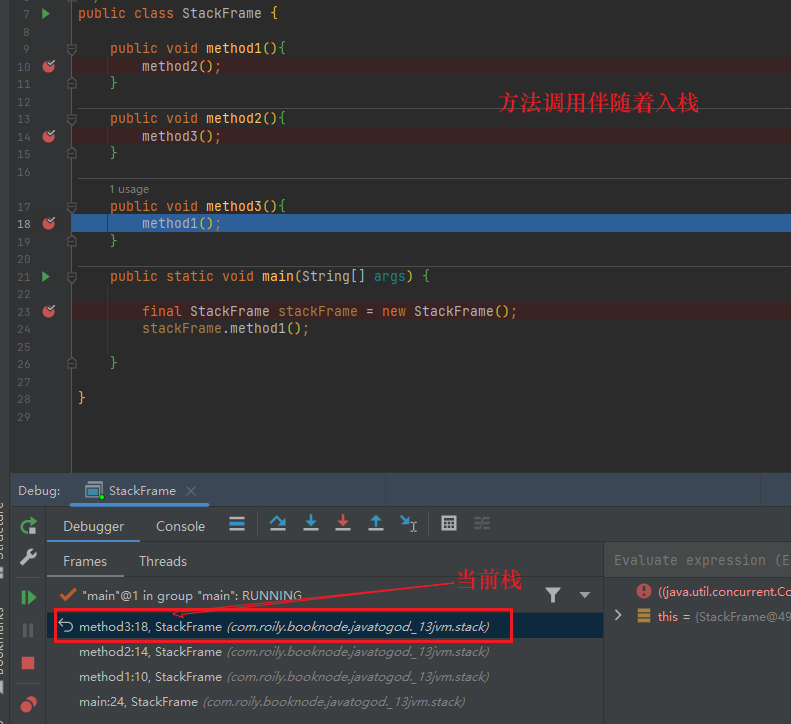 7 public class StackFrame {
8
9 public void method1(){
10 method2();
11 }
12
方法调用伴随着入栈
13 public void method2(){
14 method3();
15 }
16
1 usage
17 public void method3(){
18 method1();
19 }
20
21 public static void main(String[] args) {
22
23 final StackFrame stackFrame = new StackFrame();
24 stackFrame.method1();
25
26 }
27
28 }
29
Debug: StackFrame
Debugger Console
Frames Threads
Evaluate expression (E
当前栈
"main"@1 in group "main": RUNNING
((java.util.concurrent.Co
method3:18, StackFrame (com.roily.booknode.javatogod._13jvm.stack)
this = {StackFrame@49
method2:14, StackFrame (com.roily.booknode.javatogod._13jvm.stack)
method1:10, StackFrame (com.roily.booknode.javatogod._13jvm.stack)
main:24, StackFrame (com.roily.booknode.javatogod._13jvm.stack)